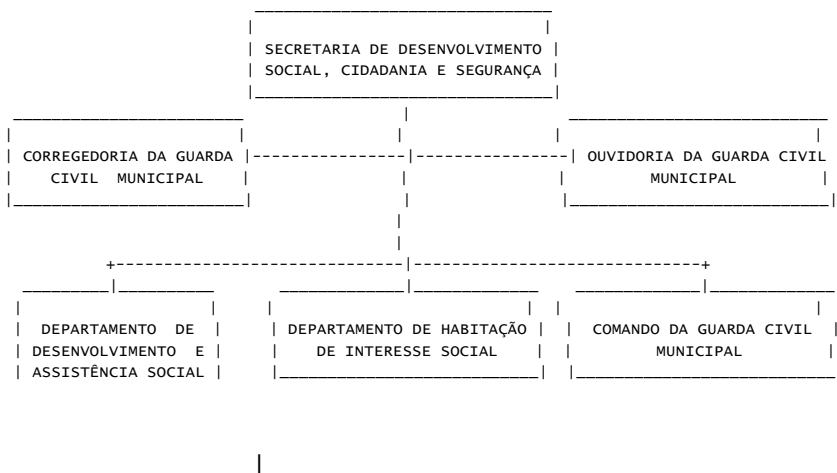 SECRETARIA DE DESENVOLVIMENTO
SOCIAL, CIDADANIA E SEGURANÇA
CORREGEDORIA DA GUARDA
CIVIL MUNICIPAL
OUVIDORIA DA GUARDA CIVIL
MUNICIPAL
DEPARTAMENTO DE
DESENVOLVIMENTO E
ASSISTÊNCIA SOCIAL
DEPARTAMENTO DE HABITAÇÃO
DE INTERESSE SOCIAL
COMANDO DA GUARDA CIVIL
MUNICIPAL